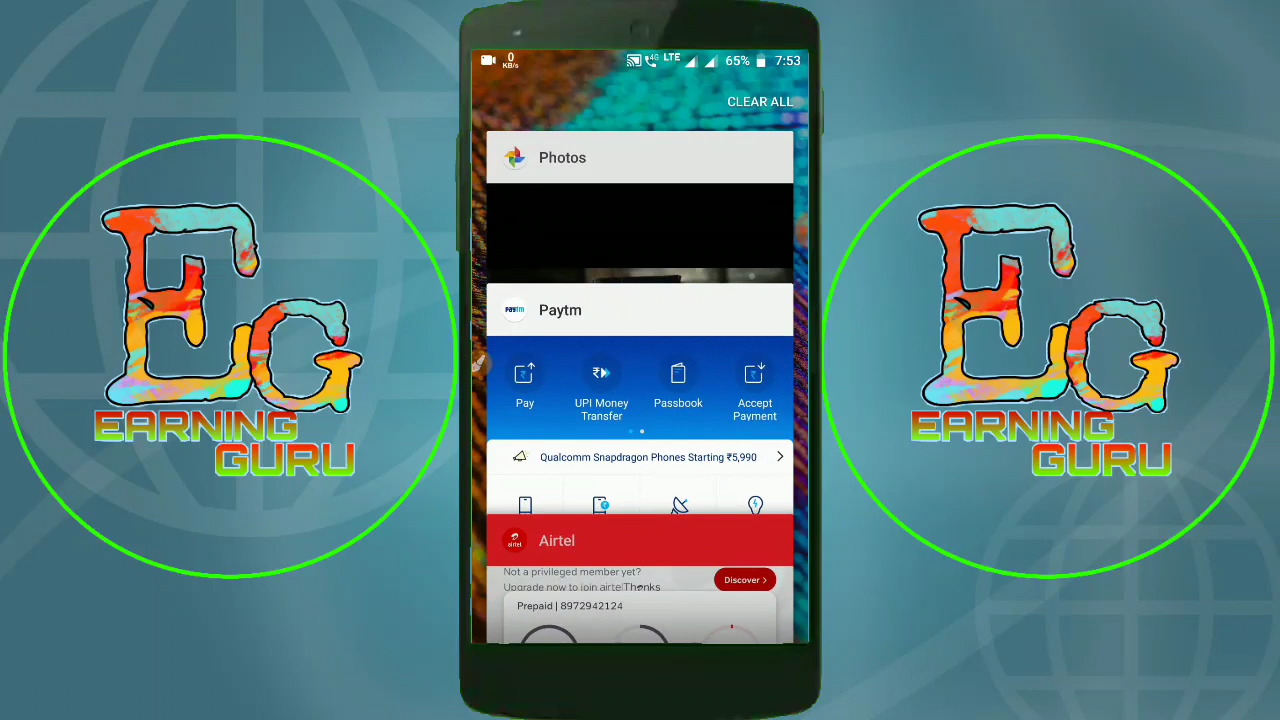 0
KB/s
4G LTE 65% 7:53
CLEAR ALL
Photos
Paytm
Paytm
Pay
UPI Money
Transfer
Passbook
Accept
Payment
Qualcomm Snapdragon Phones Starting ₹5,990
airtel
Airtel
Not a privileged member yet?
Upgrade now to join airtelThanks
Discover >
Prepaid | 8972942124
EG
EARNING
GURU
EG
EARNING
GURU